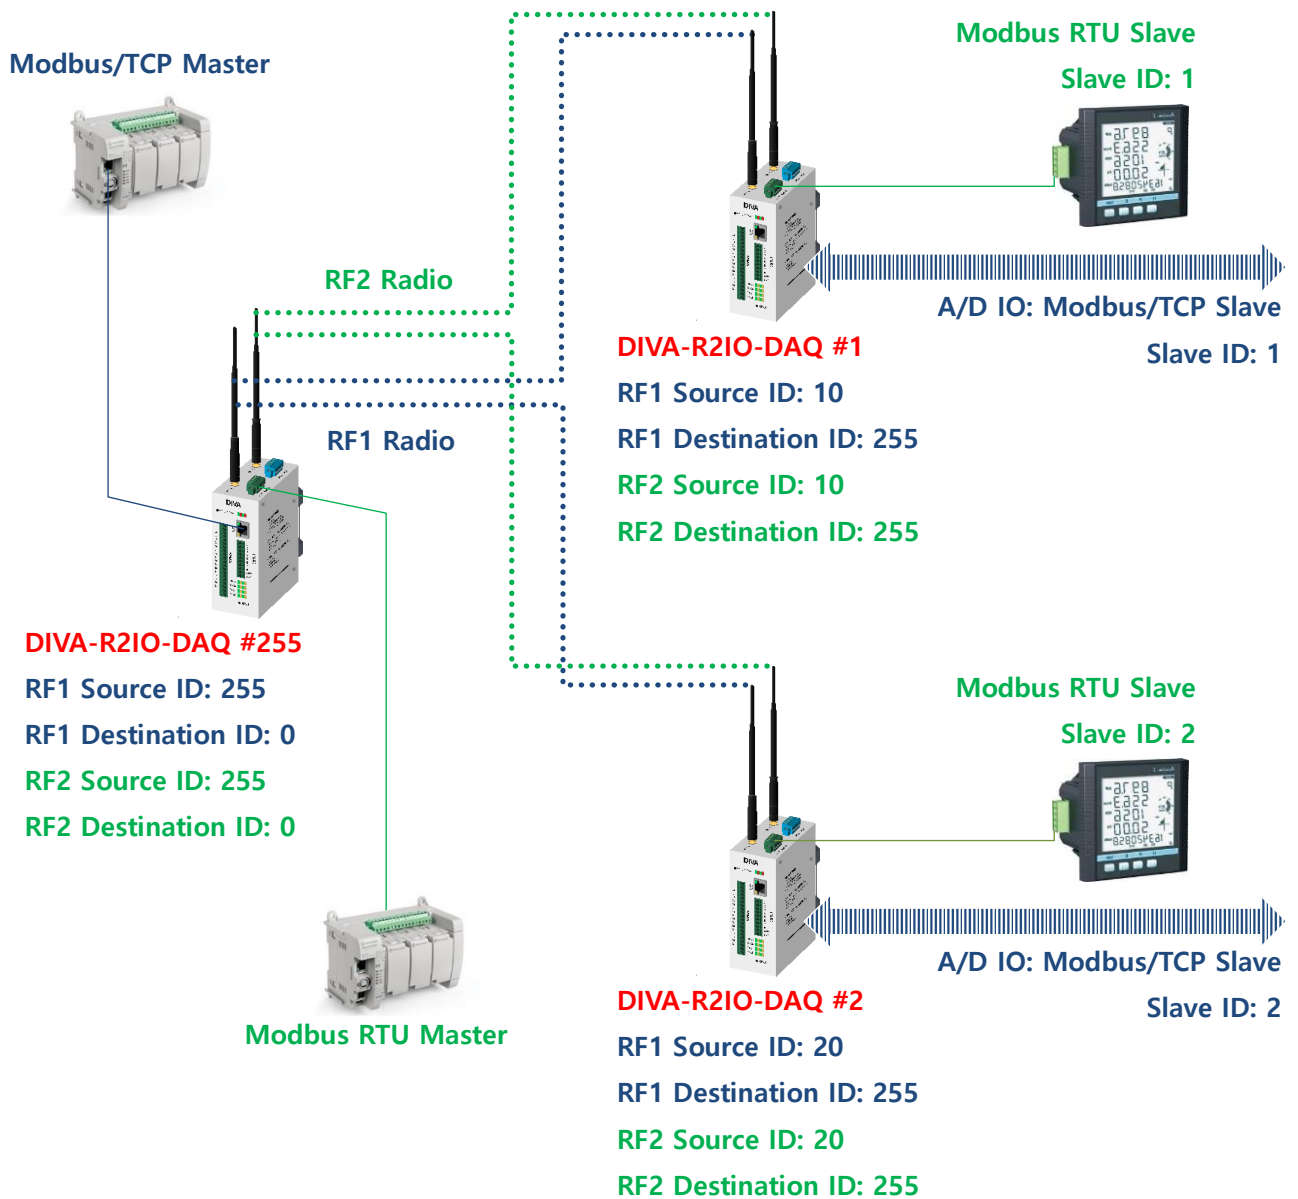 Modbus/TCP Master
Modbus RTU Slave
Slave ID: 1
DIVA
A/D IO: Modbus/TCP Slave
Slave ID: 1
RF2 Radio
RF1 Radio
DIVA-R2IO-DAQ #1
RF1 Source ID: 10
RF1 Destination ID: 255
RF2 Source ID: 10
RF2 Destination ID: 255
DIVA
DIVA-R2IO-DAQ #255
RF1 Source ID: 255
RF1 Destination ID: 0
RF2 Source ID: 255
RF2 Destination ID: 0
Modbus RTU Master
Modbus RTU Slave
Slave ID: 2
DIVA
A/D IO: Modbus/TCP Slave
Slave ID: 2
DIVA-R2IO-DAQ #2
RF1 Source ID: 20
RF1 Destination ID: 255
RF2 Source ID: 20
RF2 Destination ID: 255